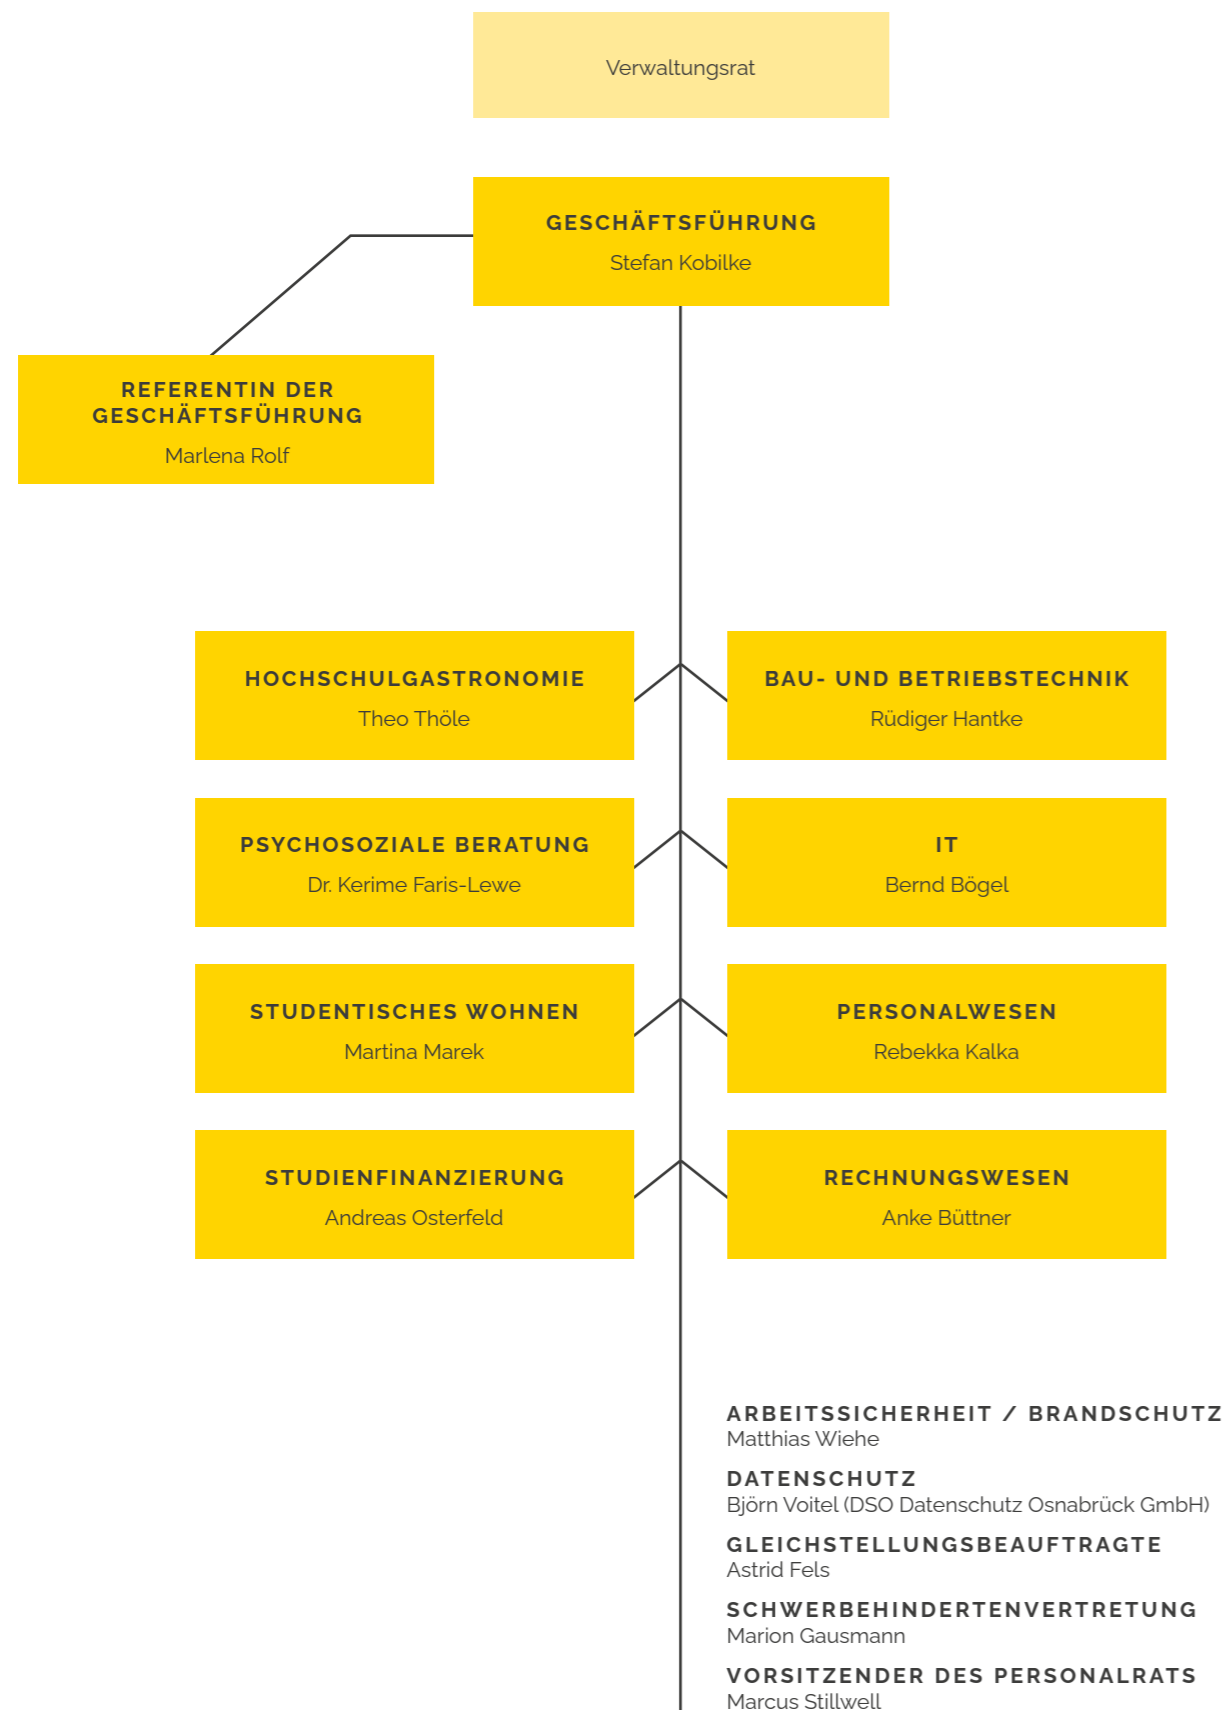 Verwaltungsrat
GESCHÄFTSFÜHRUNG
Stefan Kobilke
REFERENTIN DER
GESCHÄFTSFÜHRUNG
Marlena Rolf
HOCHSCHULGASTRONOMIE
Theo Thöle
BAU- UND BETRIEBSTECHNIK
Rüdiger Hantke
PSYCHOSOZIALE BERATUNG
Dr. Kerime Faris-Lewe
IT
Bernd Bögel
STUDENTISCHES WOHNEN
Martina Marek
PERSONALWESEN
Rebekka Kalka
STUDIENFINANZIERUNG
Andreas Osterfeld
RECHNUNGSWESEN
Anke Büttner
ARBEITSSICHERHEIT / BRANDSCHUTZ
Matthias Wiehe
DATENSCHUTZ
Björn Voitel (DSO Datenschutz Osnabrück GmbH)
GLEICHSTELLUNGSBEAUFTRAGTE
Astrid Fels
SCHWERBEHINDERTENVERTRETUNG
Marion Gausmann
VORSITZENDER DES PERSONALRATS
Marcus Stillwell